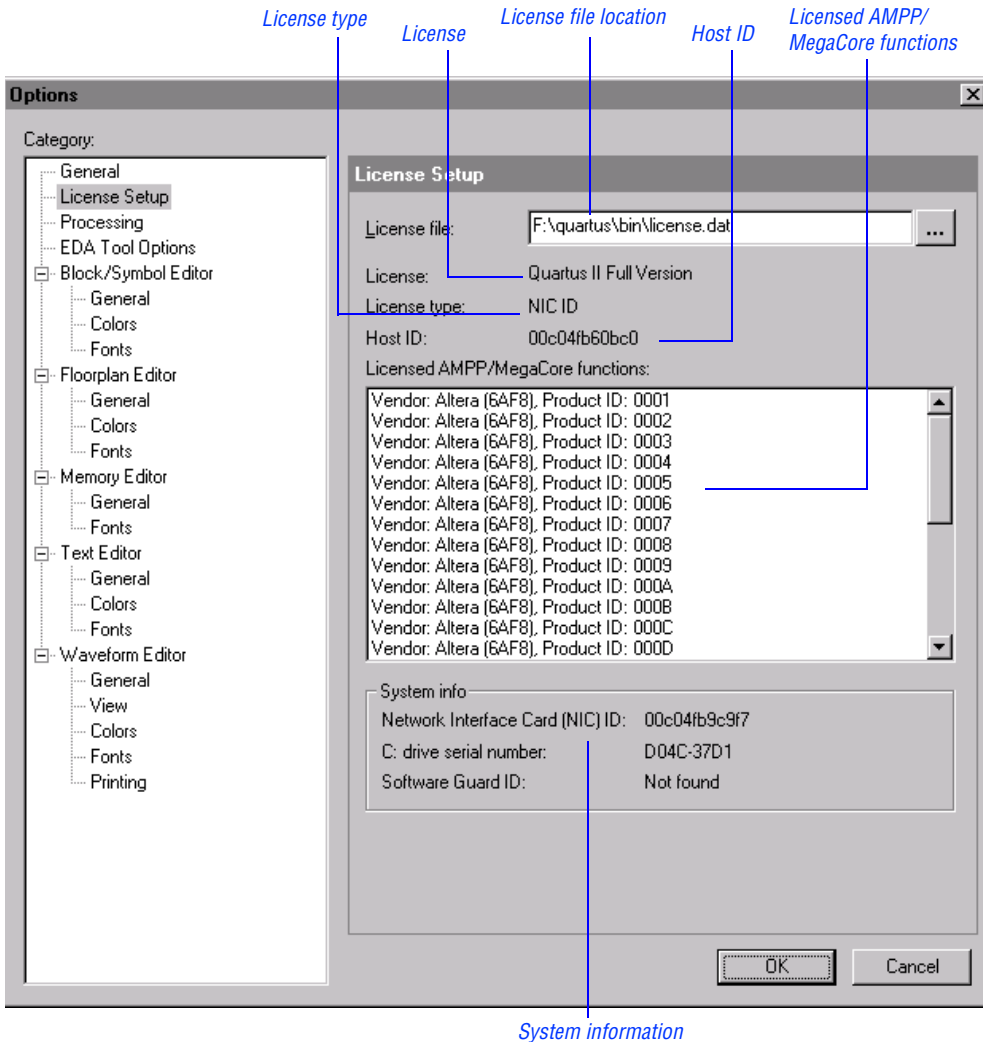 License type
License
License file location
Host ID
Licensed AMPP/
MegaCore functions
Options
Category:
General
License Setup
Processing
EDA Tool Options
Block/Symbol Editor
General
Colors
Fonts
Floorplan Editor
General
Colors
Fonts
Memory Editor
General
Fonts
Text Editor
General
Colors
Fonts
Waveform Editor
General
View
Colors
Fonts
Printing
License Setup
License file: F:\quartus\bin\license.dat ...
License: Quartus II Full Version
License type: NIC ID
Host ID: 00c04fb60bc0
Licensed AMPP/MegaCore functions:
Vendor: Altera (6AF8), Product ID: 0001
Vendor: Altera (6AF8), Product ID: 0002
Vendor: Altera (6AF8), Product ID: 0003
Vendor: Altera (6AF8), Product ID: 0004
Vendor: Altera (6AF8), Product ID: 0005
Vendor: Altera (6AF8), Product ID: 0006
Vendor: Altera (6AF8), Product ID: 0007
Vendor: Altera (6AF8), Product ID: 0008
Vendor: Altera (6AF8), Product ID: 0009
Vendor: Altera (6AF8), Product ID: 000A
Vendor: Altera (6AF8), Product ID: 000B
Vendor: Altera (6AF8), Product ID: 000C
Vendor: Altera (6AF8), Product ID: 000D
System info
Network Interface Card (NIC) ID: 00c04fb9c9f7
C: drive serial number: D04C-37D1
Software Guard ID: Not found
OK Cancel
System information